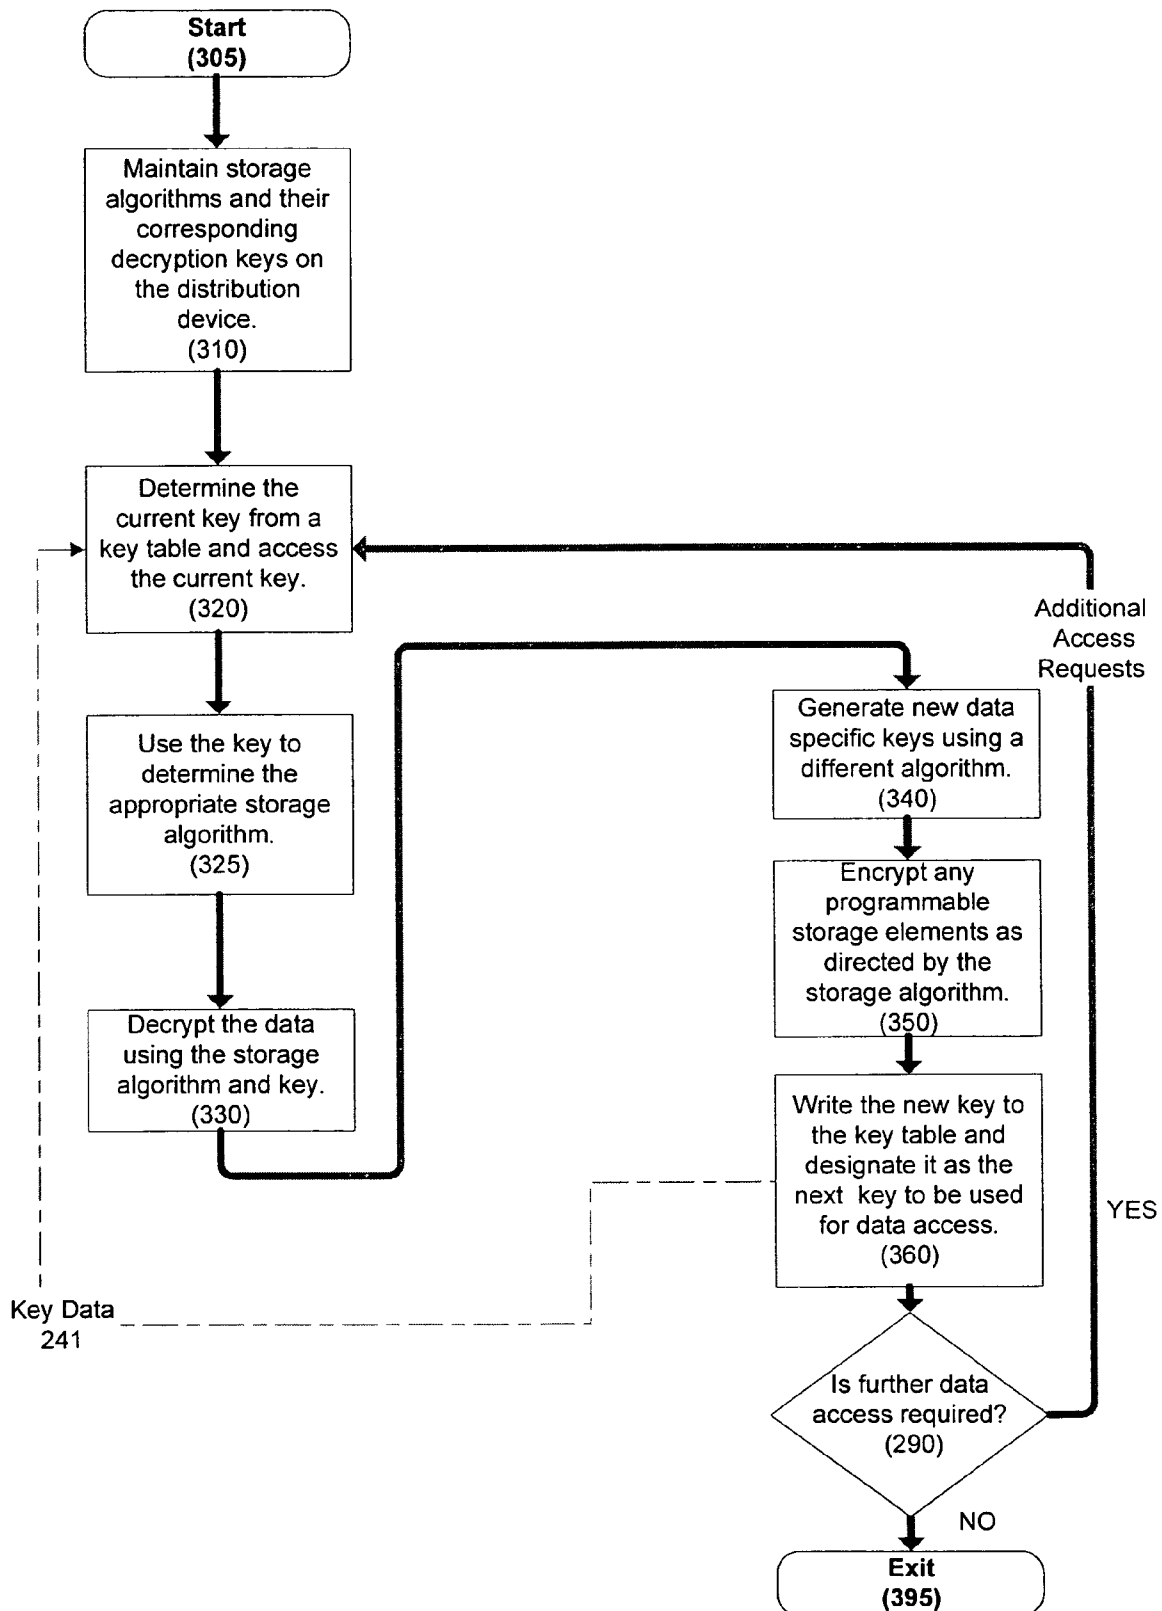 Start
(305)
Maintain storage
algorithms and their
corresponding
decryption keys on
the distribution
device.
(310)
Determine the
current key from a
key table and access
the current key.
(320)
Use the key to
determine the
appropriate storage
algorithm.
(325)
Decrypt the data
using the storage
algorithm and key.
(330)
Additional
Access
Requests
Generate new data
specific keys using a
different algorithm.
(340)
Encrypt any
programmable
storage elements as
directed by the
storage algorithm.
(350)
Write the new key to
the key table and
designate it as the
next key to be used
for data access.
(360)
YES
Key Data
241
Is further data
access required?
(290)
NO
Exit
(395)